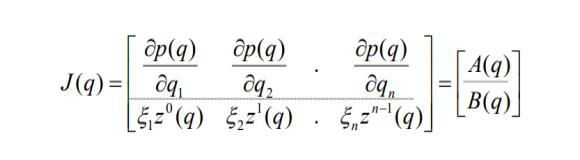 J(q) = [ ∂p(q)/∂q₁ ∂p(q)/∂q₂ . ∂p(q)/∂qₙ ; ξ₁z⁰(q) ξ₂z¹(q) . ξₙzⁿ⁻¹(q) ] = [ A(q) / B(q) ]